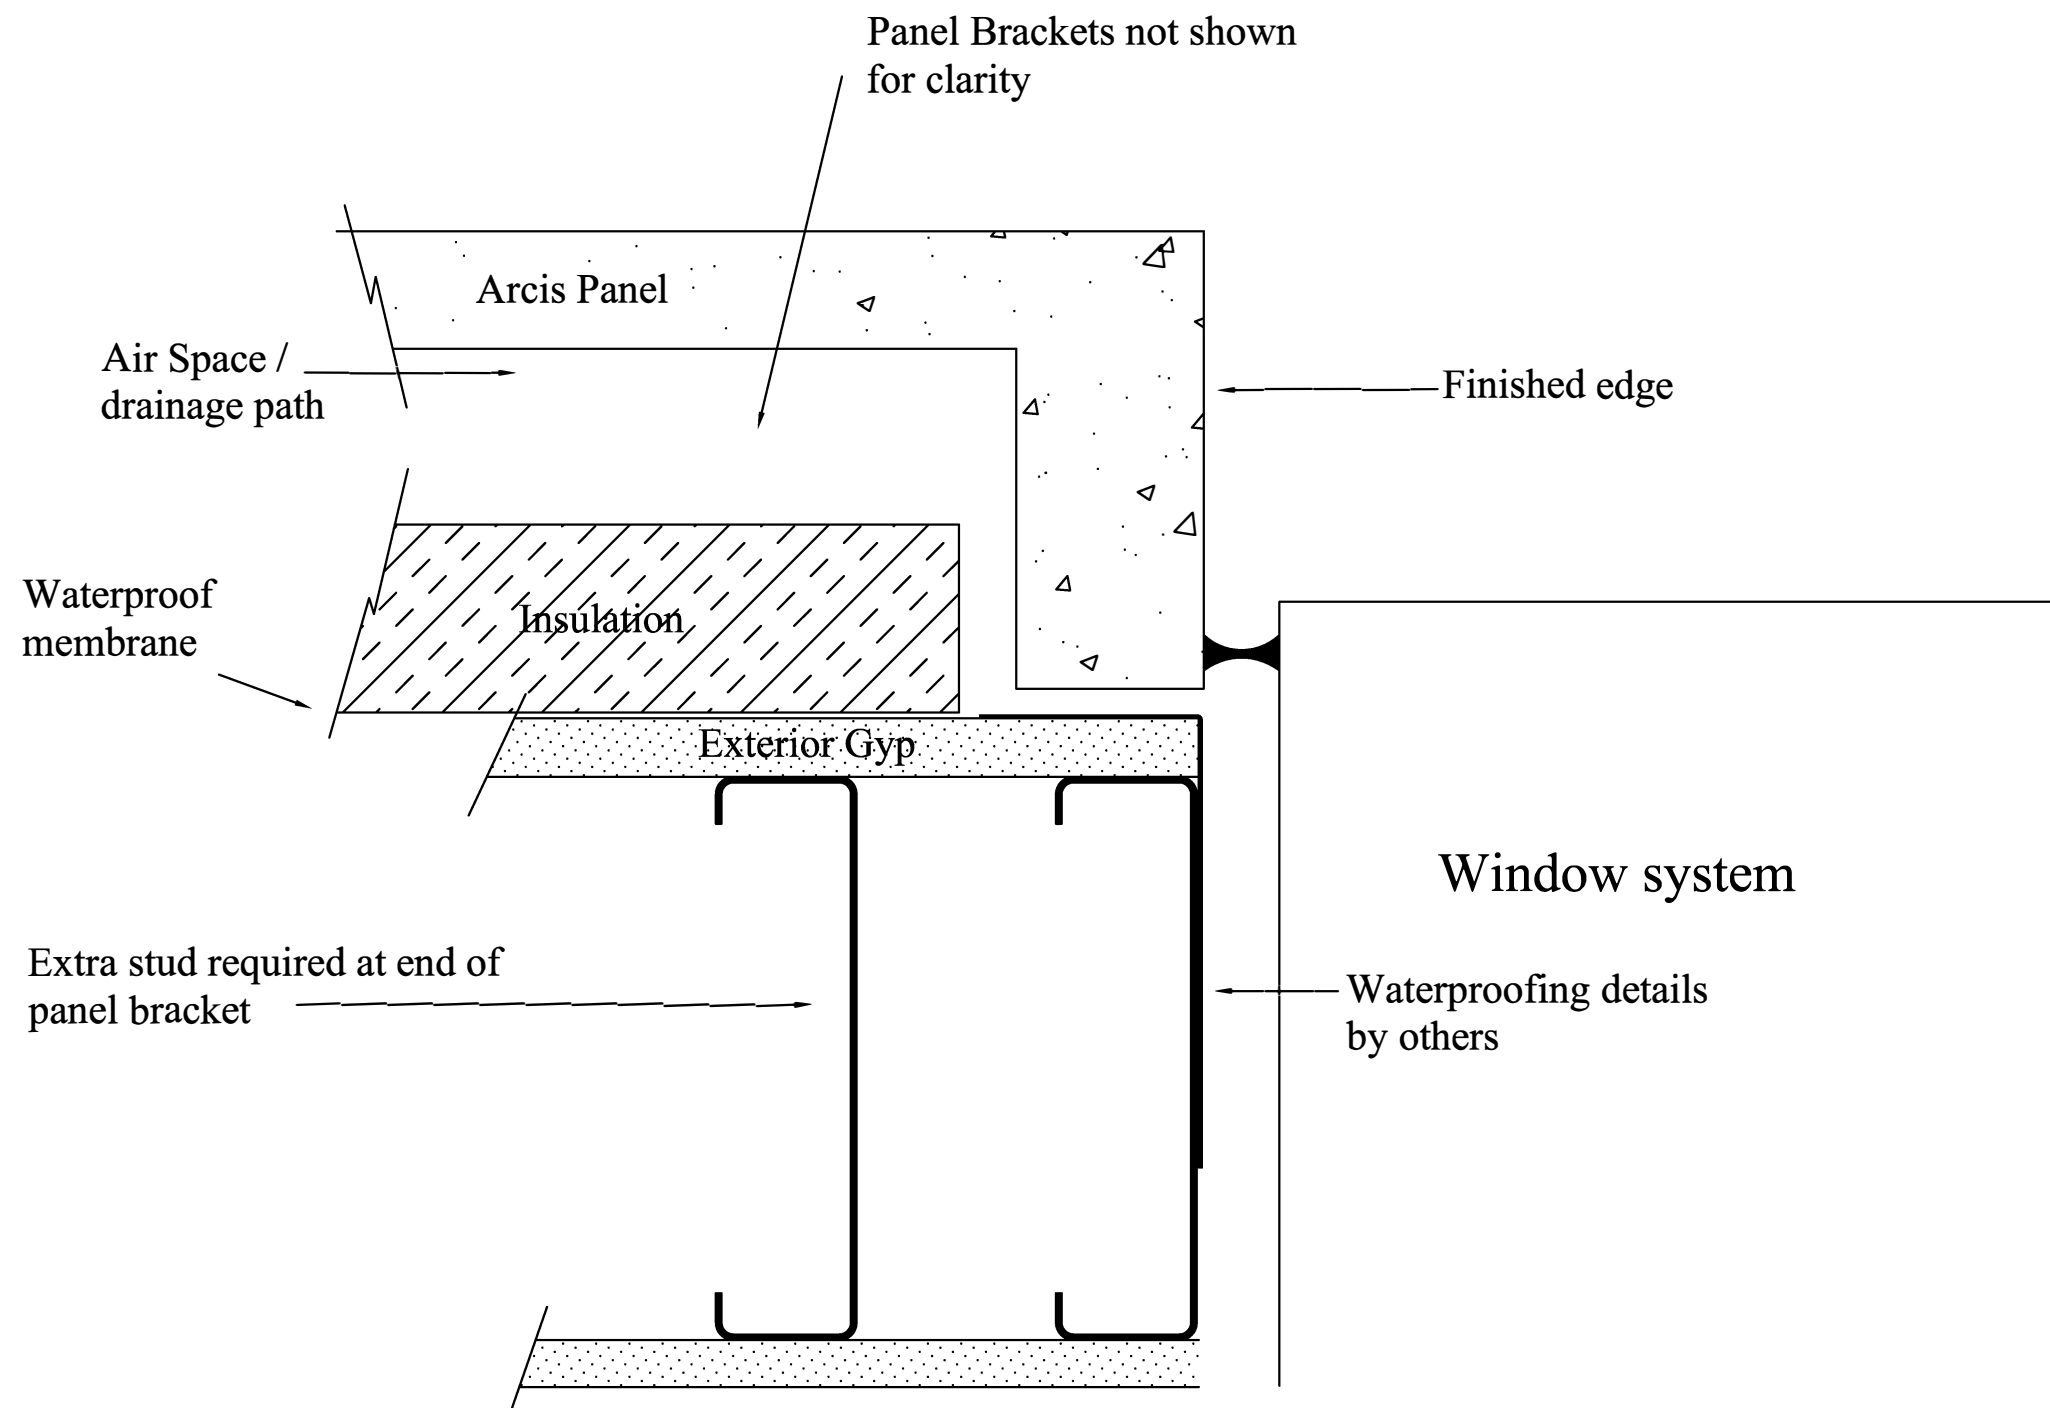 Panel Brackets not shown
for clarity
Arcis Panel
Air Space /
drainage path
Finished edge
Waterproof
membrane
Insulation
Exterior Gyp
Window system
Extra stud required at end of
panel bracket
Waterproofing details
by others